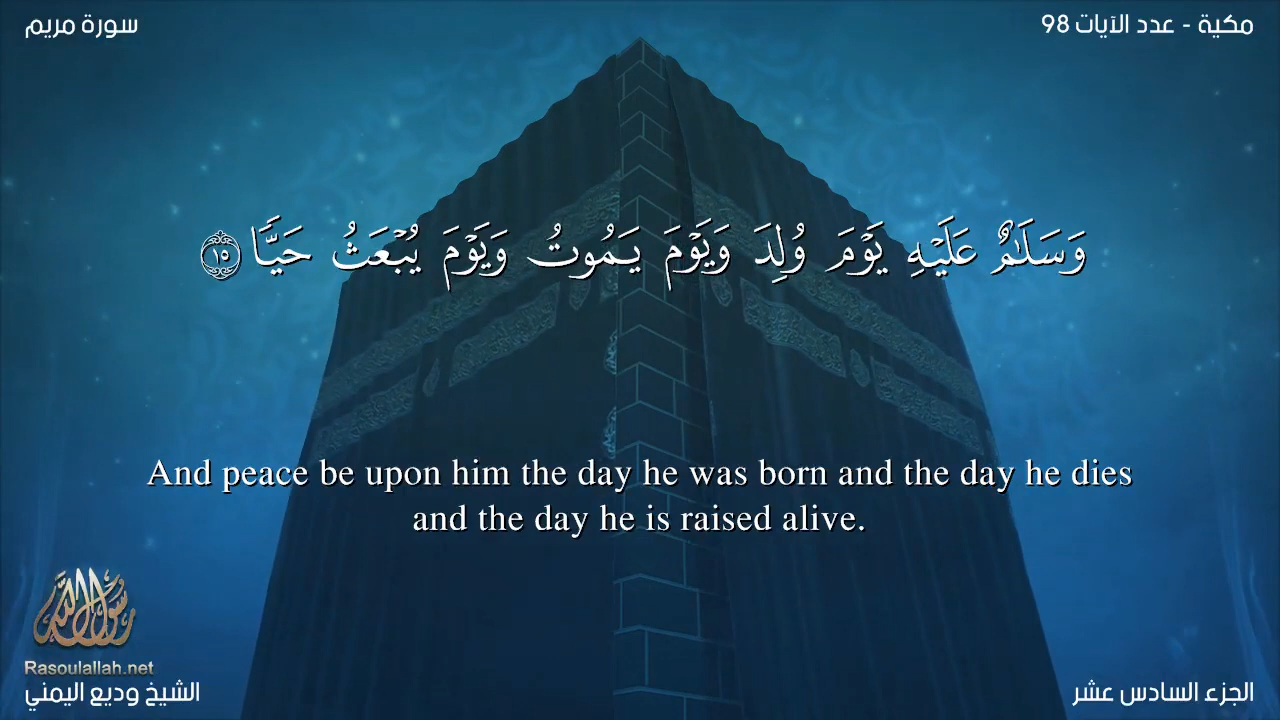 سورة مريم
مكية - عدد الآيات 98
وَسَلَٰمٌ عَلَيْهِ يَوْمَ وُلِدَ وَيَوْمَ يَمُوتُ وَيَوْمَ يُبْعَثُ حَيًّا ١٥
And peace be upon him the day he was born and the day he dies
and the day he is raised alive.
رسول الله
Rasoulallah.net
الشيخ وديع اليمني
الجزء السادس عشر